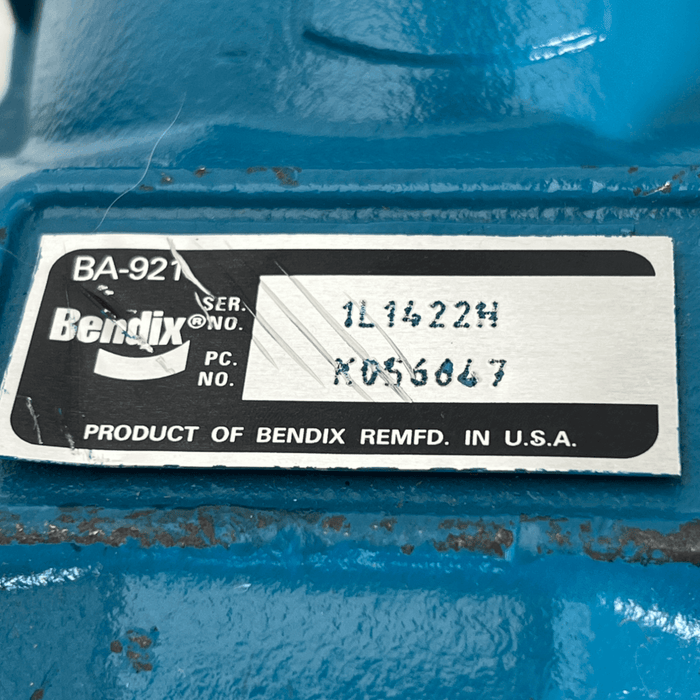 BA-921
Bendix®
SER. NO. 1L1422H
PC. NO. K056047
PRODUCT OF BENDIX REMFD. IN U.S.A.